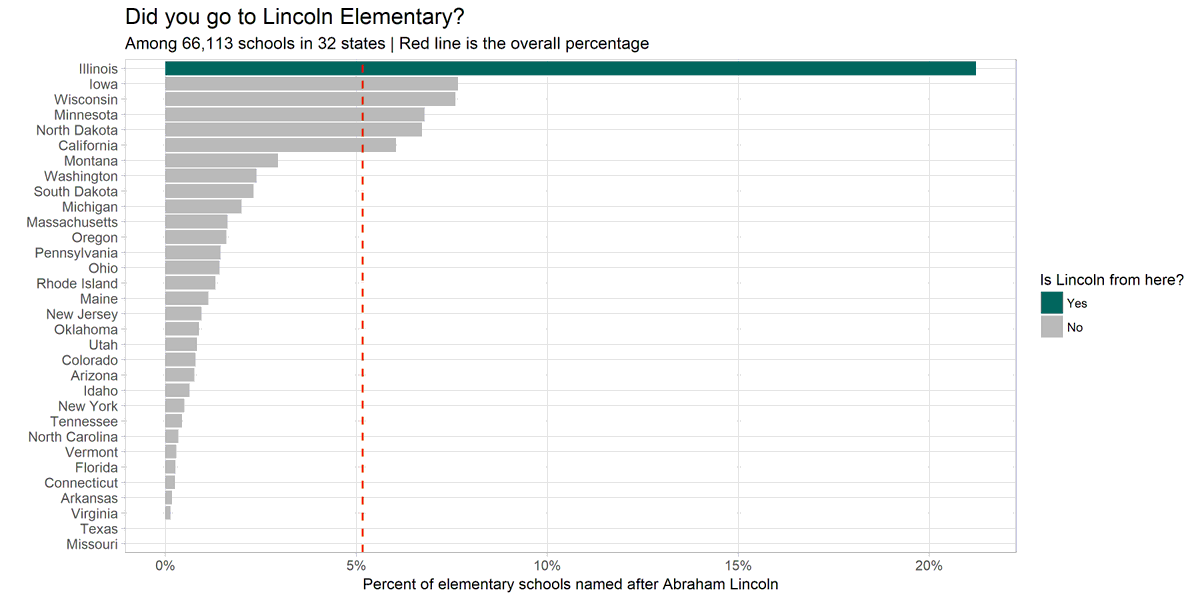 Did you go to Lincoln Elementary?
Among 66,113 schools in 32 states | Red line is the overall percentage
Illinois
Iowa
Wisconsin
Minnesota
North Dakota
California
Montana
Washington
South Dakota
Michigan
Massachusetts
Oregon
Pennsylvania
Ohio
Rhode Island
Maine
New Jersey
Oklahoma
Utah
Colorado
Arizona
Idaho
New York
Tennessee
North Carolina
Vermont
Florida
Connecticut
Arkansas
Virginia
Texas
Missouri
0% 5% 10% 15% 20%
Percent of elementary schools named after Abraham Lincoln
Is Lincoln from here?
Yes
No